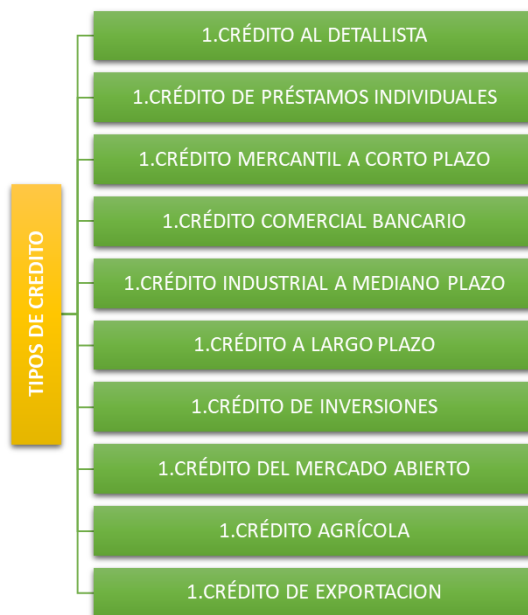 TIPOS DE CREDITO
1.CRÉDITO AL DETALLISTA
1.CRÉDITO DE PRÉSTAMOS INDIVIDUALES
1.CRÉDITO MERCANTIL A CORTO PLAZO
1.CRÉDITO COMERCIAL BANCARIO
1.CRÉDITO INDUSTRIAL A MEDIANO PLAZO
1.CRÉDITO A LARGO PLAZO
1.CRÉDITO DE INVERSIONES
1.CRÉDITO DEL MERCADO ABIERTO
1.CRÉDITO AGRÍCOLA
1.CRÉDITO DE EXPORTACION